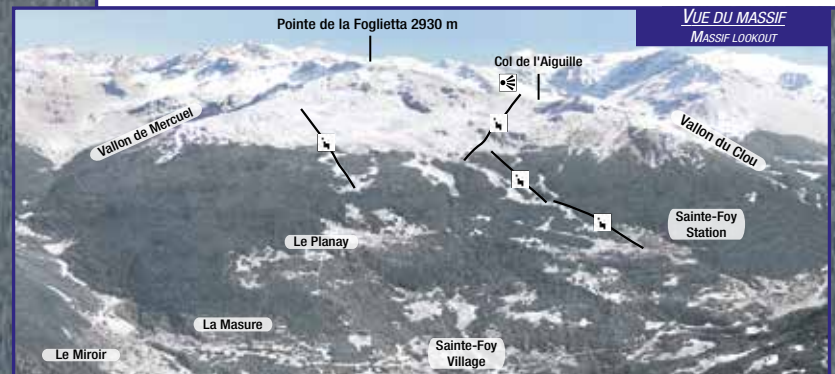 VUE DU MASSIF
MASSIF LOOKOUT
Pointe de la Foglietta 2930 m
Col de l'Aiguille
Vallon de Mercuel
Vallon du Clou
Sainte-Foy
Station
Le Planay
La Masure
Le Miroir
Sainte-Foy
Village